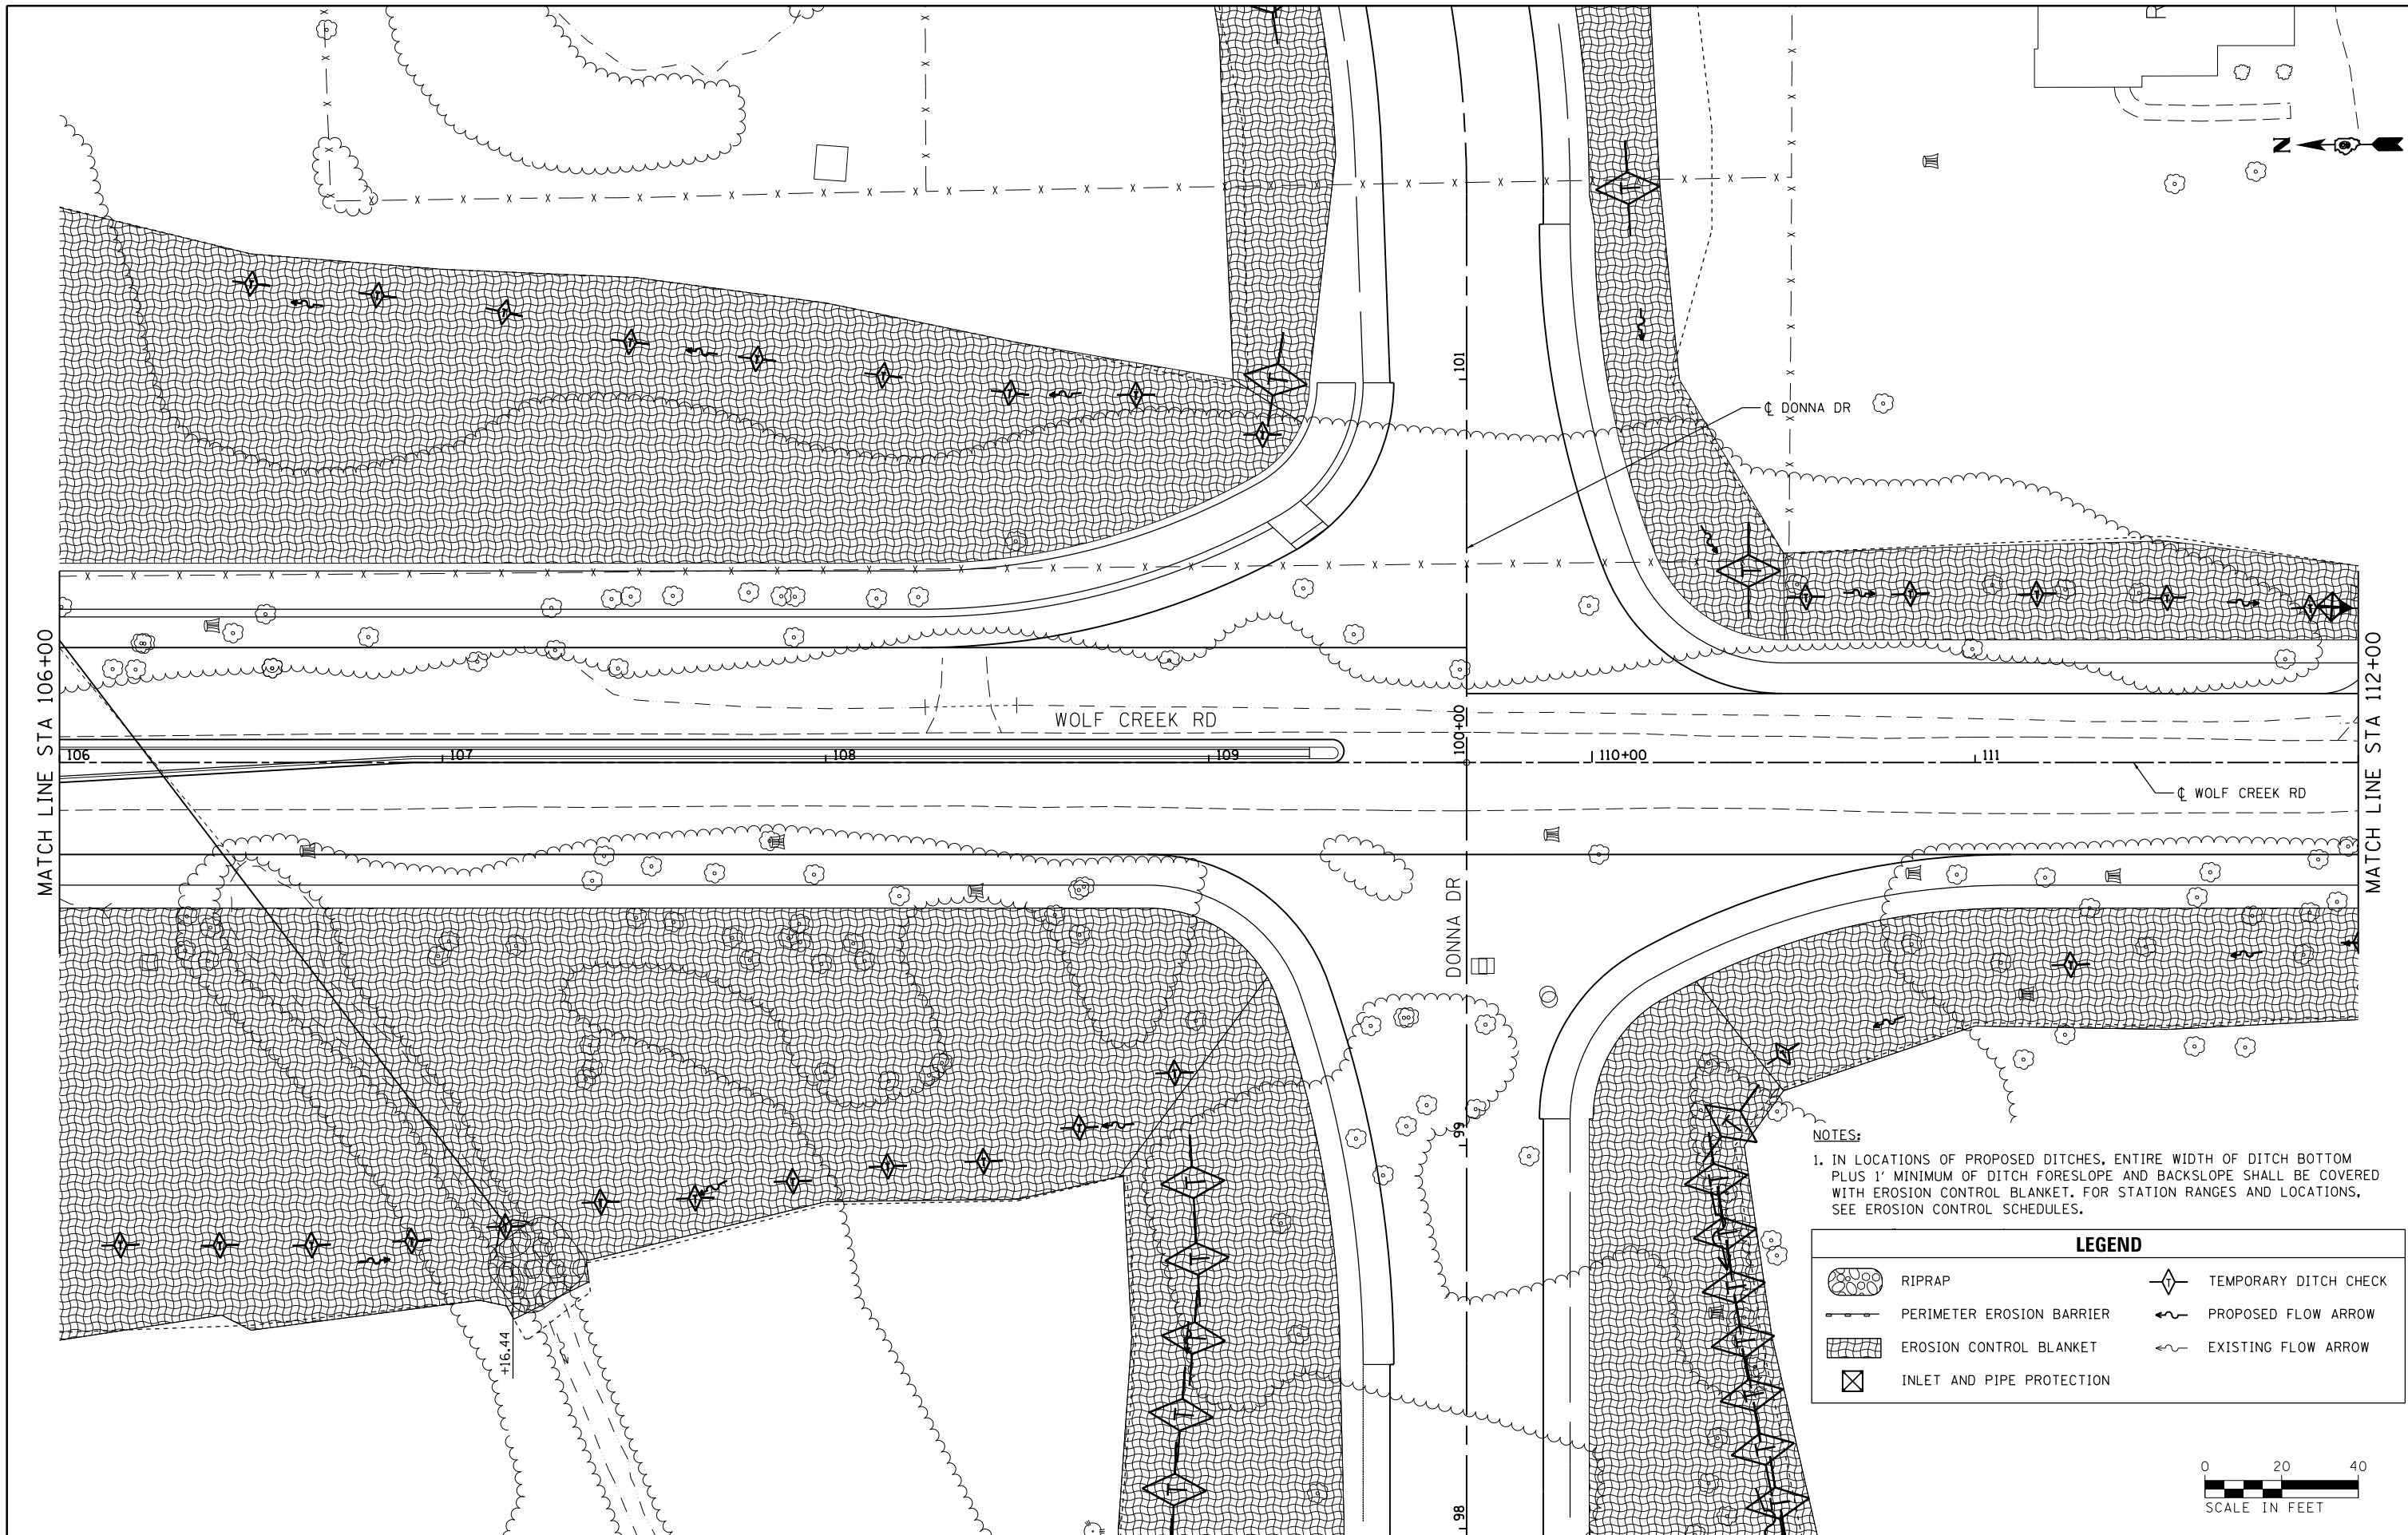 R
N
101
℄ DONNA DR
MATCH LINE STA 106+00
WOLF CREEK RD
100+00
106
107
108
109
110+00
111
℄ WOLF CREEK RD
MATCH LINE STA 112+00
DONNA DR
99
98
+16.44
NOTES:
1. IN LOCATIONS OF PROPOSED DITCHES, ENTIRE WIDTH OF DITCH BOTTOM
PLUS 1' MINIMUM OF DITCH FORESLOPE AND BACKSLOPE SHALL BE COVERED
WITH EROSION CONTROL BLANKET. FOR STATION RANGES AND LOCATIONS,
SEE EROSION CONTROL SCHEDULES.
LEGEND
RIPRAP
PERIMETER EROSION BARRIER
EROSION CONTROL BLANKET
INLET AND PIPE PROTECTION
T TEMPORARY DITCH CHECK
PROPOSED FLOW ARROW
EXISTING FLOW ARROW
0 20 40
SCALE IN FEET